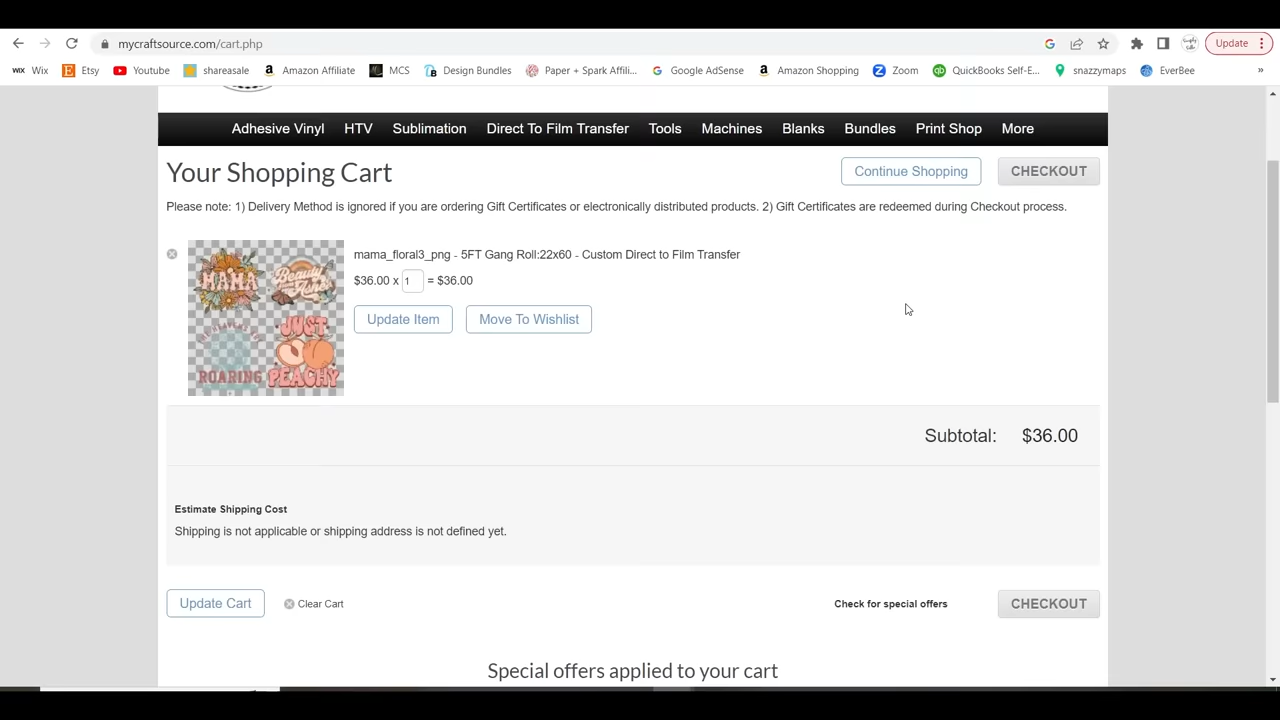 mycraftsource.com/cart.php
Update
Wix Wix
Etsy
Youtube
shareasale
Amazon Affiliate
MCS
Design Bundles
Paper + Spark Affili...
Google AdSense
Amazon Shopping
Zoom
QuickBooks Self-E...
snazzymaps
EverBee
»
Adhesive Vinyl
HTV
Sublimation
Direct To Film Transfer
Tools
Machines
Blanks
Bundles
Print Shop
More
Your Shopping Cart
Continue Shopping
CHECKOUT
Please note: 1) Delivery Method is ignored if you are ordering Gift Certificates or electronically distributed products. 2) Gift Certificates are redeemed during Checkout process.
MAMA
Beauty
Ashes
ROARING
JUST
PEACHY
mama_floral3_png - 5FT Gang Roll:22x60 - Custom Direct to Film Transfer
$36.00 x 1 = $36.00
Update Item
Move To Wishlist
Subtotal: $36.00
Estimate Shipping Cost
Shipping is not applicable or shipping address is not defined yet.
Update Cart
Clear Cart
Check for special offers
CHECKOUT
Special offers applied to your cart